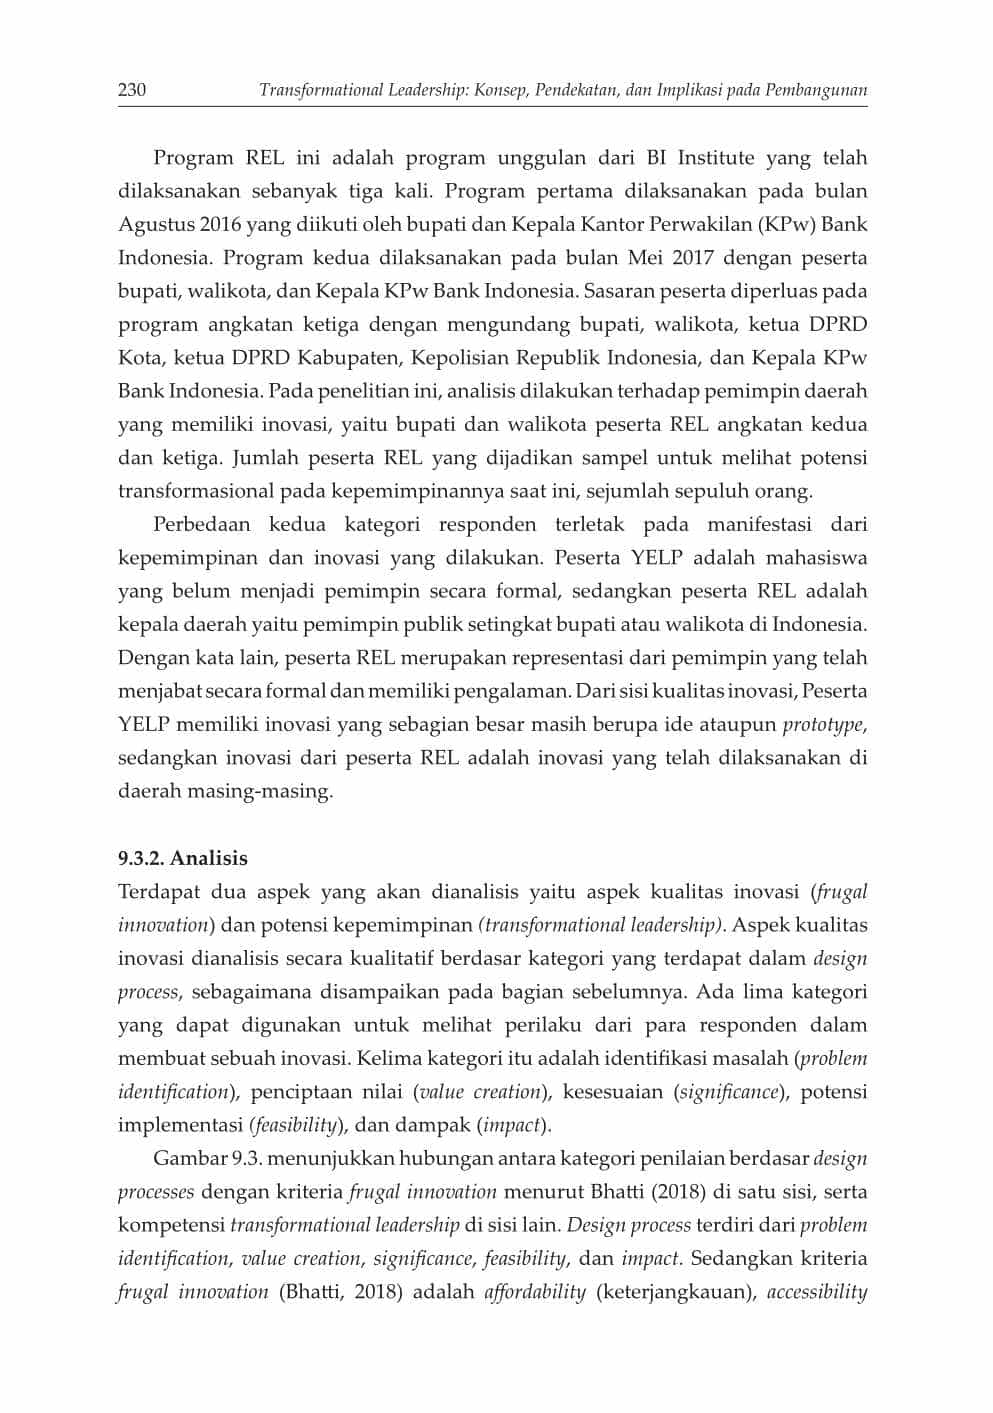 230 Transformational Leadership: Konsep, Pendekatan, dan Implikasi pada Pembangunan
Program REL ini adalah program unggulan dari BI Institute yang telah
dilaksanakan sebanyak tiga kali. Program pertama dilaksanakan pada bulan
Agustus 2016 yang diikuti oleh bupati dan Kepala Kantor Perwakilan (KPw) Bank
Indonesia. Program kedua dilaksanakan pada bulan Mei 2017 dengan peserta
bupati, walikota, dan Kepala KPw Bank Indonesia. Sasaran peserta diperluas pada
program angkatan ketiga dengan mengundang bupati, walikota, ketua DPRD
Kota, ketua DPRD Kabupaten, Kepolisian Republik Indonesia, dan Kepala KPw
Bank Indonesia. Pada penelitian ini, analisis dilakukan terhadap pemimpin daerah
yang memiliki inovasi, yaitu bupati dan walikota peserta REL angkatan kedua
dan ketiga. Jumlah peserta REL yang dijadikan sampel untuk melihat potensi
transformasional pada kepemimpinannya saat ini, sejumlah sepuluh orang.
Perbedaan kedua kategori responden terletak pada manifestasi dari
kepemimpinan dan inovasi yang dilakukan. Peserta YELP adalah mahasiswa
yang belum menjadi pemimpin secara formal, sedangkan peserta REL adalah
kepala daerah yaitu pemimpin publik setingkat bupati atau walikota di Indonesia.
Dengan kata lain, peserta REL merupakan representasi dari pemimpin yang telah
menjabat secara formal dan memiliki pengalaman. Dari sisi kualitas inovasi, Peserta
YELP memiliki inovasi yang sebagian besar masih berupa ide ataupun prototype,
sedangkan inovasi dari peserta REL adalah inovasi yang telah dilaksanakan di
daerah masing-masing.
9.3.2. Analisis
Terdapat dua aspek yang akan dianalisis yaitu aspek kualitas inovasi (frugal
innovation) dan potensi kepemimpinan (transformational leadership). Aspek kualitas
inovasi dianalisis secara kualitatif berdasar kategori yang terdapat dalam design
process, sebagaimana disampaikan pada bagian sebelumnya. Ada lima kategori
yang dapat digunakan untuk melihat perilaku dari para responden dalam
membuat sebuah inovasi. Kelima kategori itu adalah identifikasi masalah (problem
identification), penciptaan nilai (value creation), kesesuaian (significance), potensi
implementasi (feasibility), dan dampak (impact).
Gambar 9.3. menunjukkan hubungan antara kategori penilaian berdasar design
processes dengan kriteria frugal innovation menurut Bhatti (2018) di satu sisi, serta
kompetensi transformational leadership di sisi lain. Design process terdiri dari problem
identification, value creation, significance, feasibility, dan impact. Sedangkan kriteria
frugal innovation (Bhatti, 2018) adalah affordability (keterjangkauan), accessibility